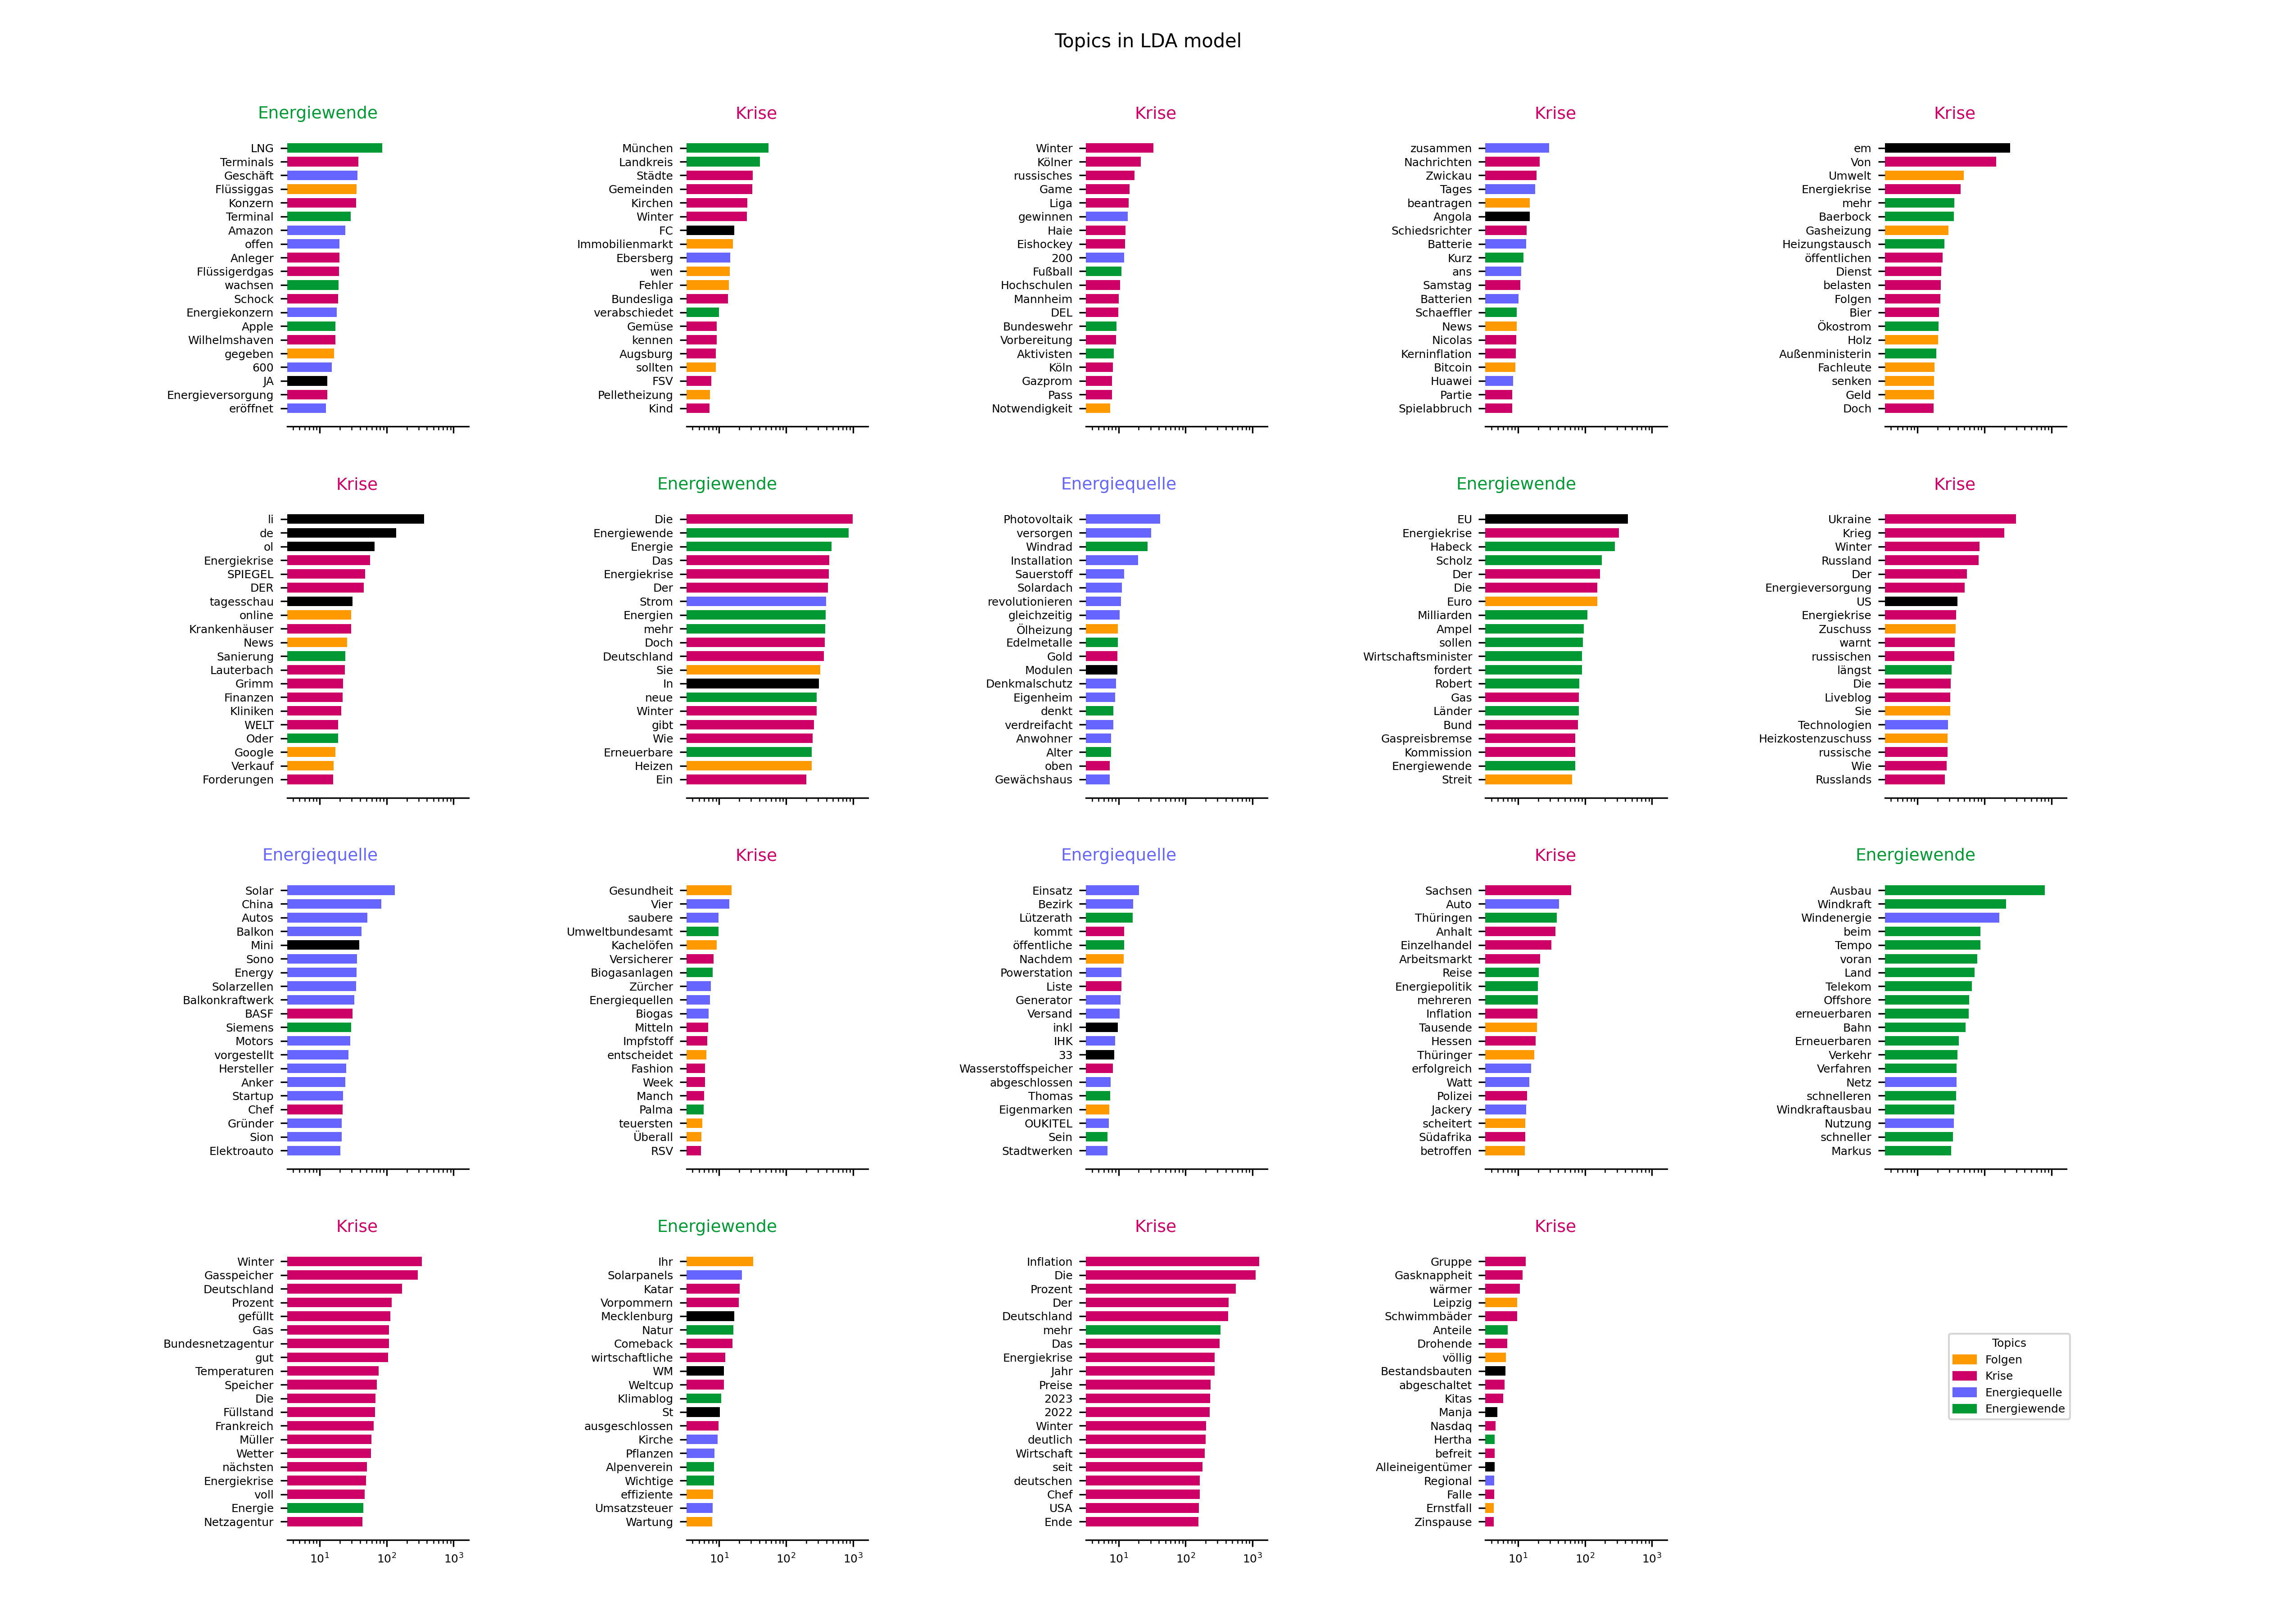 Topics in LDA model
Energiewende
LNG
Terminals
Geschäft
Flüssiggas
Konzern
Terminal
Amazon
offen
Anleger
Flüssigerdgas
wachsen
Schock
Energiekonzern
Apple
Wilhelmshaven
gegeben
600
JA
Energieversorgung
eröffnet
Krise
München
Landkreis
Städte
Gemeinden
Kirchen
Winter
FC
Immobilienmarkt
Ebersberg
wen
Fehler
Bundesliga
verabschiedet
Gemüse
kennen
Augsburg
sollten
FSV
Pelletheizung
Kind
Krise
Winter
Kölner
russisches
Game
Liga
gewinnen
Haie
Eishockey
200
Fußball
Hochschulen
Mannheim
DEL
Bundeswehr
Vorbereitung
Aktivisten
Köln
Gazprom
Pass
Notwendigkeit
Krise
zusammen
Nachrichten
Zwickau
Tages
beantragen
Angola
Schiedsrichter
Batterie
Kurz
ans
Samstag
Batterien
Schaeffler
News
Nicolas
Kerninflation
Bitcoin
Huawei
Partie
Spielabbruch
Krise
em
Von
Umwelt
Energiekrise
mehr
Baerbock
Gasheizung
Heizungstausch
öffentlichen
Dienst
belasten
Folgen
Bier
Ökostrom
Holz
Außenministerin
Fachleute
senken
Geld
Doch
Krise
li
de
ol
Energiekrise
SPIEGEL
DER
tagesschau
online
Krankenhäuser
News
Sanierung
Lauterbach
Grimm
Finanzen
Kliniken
WELT
Oder
Google
Verkauf
Forderungen
Energiewende
Die
Energiewende
Energie
Das
Energiekrise
Der
Strom
Energien
mehr
Doch
Deutschland
Sie
In
neue
Winter
gibt
Wie
Erneuerbare
Heizen
Ein
Energiequelle
Photovoltaik
versorgen
Windrad
Installation
Sauerstoff
Solardach
revolutionieren
gleichzeitig
Ölheizung
Edelmetalle
Gold
Modulen
Denkmalschutz
Eigenheim
denkt
verdreifacht
Anwohner
Alter
oben
Gewächshaus
Energiewende
EU
Energiekrise
Habeck
Scholz
Der
Die
Euro
Milliarden
Ampel
sollen
Wirtschaftsminister
fordert
Robert
Gas
Länder
Bund
Gaspreisbremse
Kommission
Energiewende
Streit
Krise
Ukraine
Krieg
Winter
Russland
Der
Energieversorgung
US
Energiekrise
Zuschuss
warnt
russischen
längst
Die
Liveblog
Sie
Technologien
Heizkostenzuschuss
russische
Wie
Russlands
Energiequelle
Solar
China
Autos
Balkon
Mini
Sono
Energy
Solarzellen
Balkonkraftwerk
BASF
Siemens
Motors
vorgestellt
Hersteller
Anker
Startup
Chef
Gründer
Sion
Elektroauto
Krise
Gesundheit
Vier
saubere
Umweltbundesamt
Kachelöfen
Versicherer
Biogasanlagen
Zürcher
Energiequellen
Biogas
Mitteln
Impfstoff
entscheidet
Fashion
Week
Manch
Palma
teuersten
Überall
RSV
Energiequelle
Einsatz
Bezirk
Lützerath
kommt
öffentliche
Nachdem
Powerstation
Liste
Generator
Versand
inkl
IHK
33
Wasserstoffspeicher
abgeschlossen
Thomas
Eigenmarken
OUKITEL
Sein
Stadtwerken
Krise
Sachsen
Auto
Thüringen
Anhalt
Einzelhandel
Arbeitsmarkt
Reise
Energiepolitik
mehreren
Inflation
Tausende
Hessen
Thüringer
erfolgreich
Watt
Polizei
Jackery
scheitert
Südafrika
betroffen
Energiewende
Ausbau
Windkraft
Windenergie
beim
Tempo
voran
Land
Telekom
Offshore
erneuerbaren
Bahn
Erneuerbaren
Verkehr
Verfahren
Netz
schnelleren
Windkraftausbau
Nutzung
schneller
Markus
Krise
Winter
Gasspeicher
Deutschland
Prozent
gefüllt
Gas
Bundesnetzagentur
gut
Temperaturen
Speicher
Die
Füllstand
Frankreich
Müller
Wetter
nächsten
Energiekrise
voll
Energie
Netzagentur
10¹ 10² 10³
Energiewende
Ihr
Solarpanels
Katar
Vorpommern
Mecklenburg
Natur
Comeback
wirtschaftliche
WM
Weltcup
Klimablog
St
ausgeschlossen
Kirche
Pflanzen
Alpenverein
Wichtige
effiziente
Umsatzsteuer
Wartung
10¹ 10² 10³
Krise
Inflation
Die
Prozent
Der
Deutschland
mehr
Das
Energiekrise
Jahr
Preise
2023
2022
Winter
deutlich
Wirtschaft
seit
deutschen
Chef
USA
Ende
10¹ 10² 10³
Krise
Gruppe
Gasknappheit
wärmer
Leipzig
Schwimmbäder
Anteile
Drohende
völlig
Bestandsbauten
abgeschaltet
Kitas
Manja
Nasdaq
Hertha
befreit
Alleineigentümer
Regional
Falle
Ernstfall
Zinspause
10¹ 10² 10³
Topics
Folgen
Krise
Energiequelle
Energiewende